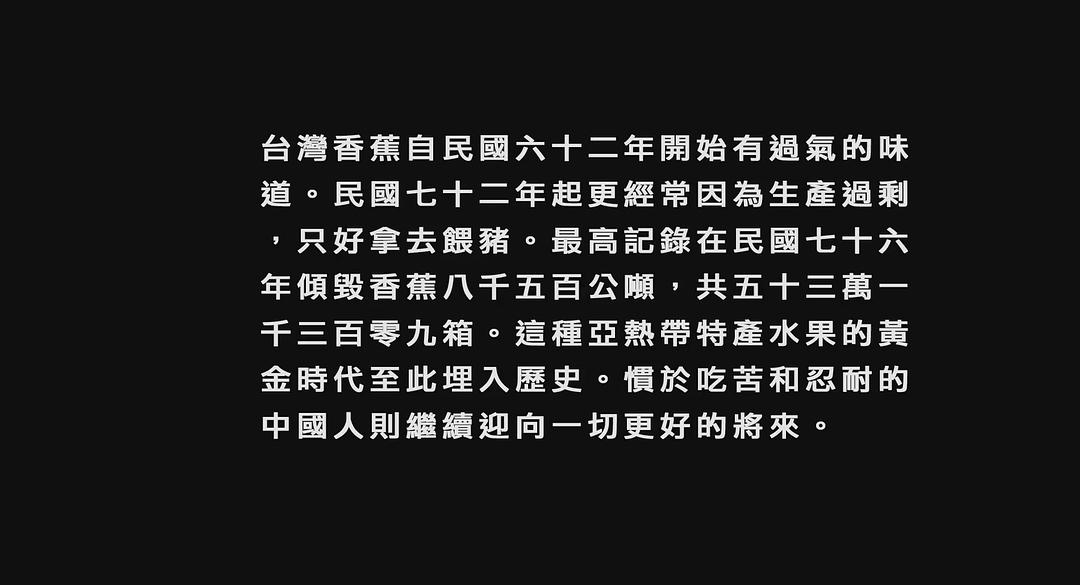 台灣香蕉自民國六十二年開始有過氣的味
道。民國七十二年起更經常因為生產過剩
，只好拿去餵豬。最高記錄在民國七十六
年傾毀香蕉八千五百公噸，共五十三萬一
千三百零九箱。這種亞熱帶特產水果的黃
金時代至此埋入歷史。慣於吃苦和忍耐的
中國人則繼續迎向一切更好的將來。